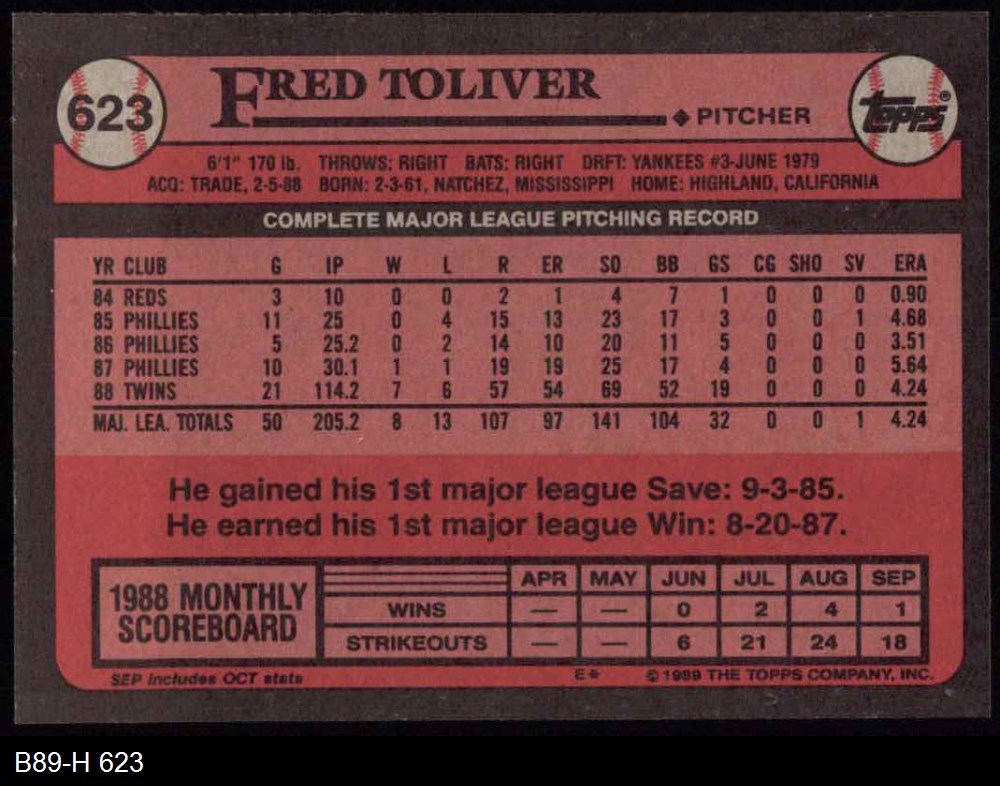 623
FRED TOLIVER
◆ PITCHER
TOPPS®
6'1" 170 lb. THROWS: RIGHT BATS: RIGHT DRFT: YANKEES #3-JUNE 1979
ACQ: TRADE, 2-5-88 BORN: 2-3-61, NATCHEZ, MISSISSIPPI HOME: HIGHLAND, CALIFORNIA
COMPLETE MAJOR LEAGUE PITCHING RECORD
YR CLUB G IP W L R ER SO BB GS CG SHO SV ERA
84 REDS 3 10 0 0 2 1 4 7 1 0 0 0 0.90
85 PHILLIES 11 25 0 4 15 13 23 17 3 0 0 1 4.68
86 PHILLIES 5 25.2 0 2 14 10 20 11 5 0 0 0 3.51
87 PHILLIES 10 30.1 1 1 19 19 25 17 4 0 0 0 5.64
88 TWINS 21 114.2 7 6 57 54 69 52 19 0 0 0 4.24
MAJ. LEA. TOTALS 50 205.2 8 13 107 97 141 104 32 0 0 1 4.24
He gained his 1st major league Save: 9-3-85.
He earned his 1st major league Win: 8-20-87.
1988 MONTHLY SCOREBOARD
APR MAY JUN JUL AUG SEP
WINS — — 0 2 4 1
STRIKEOUTS — — 6 21 24 18
SEP includes OCT stats E* © 1989 THE TOPPS COMPANY, INC.
B89-H 623